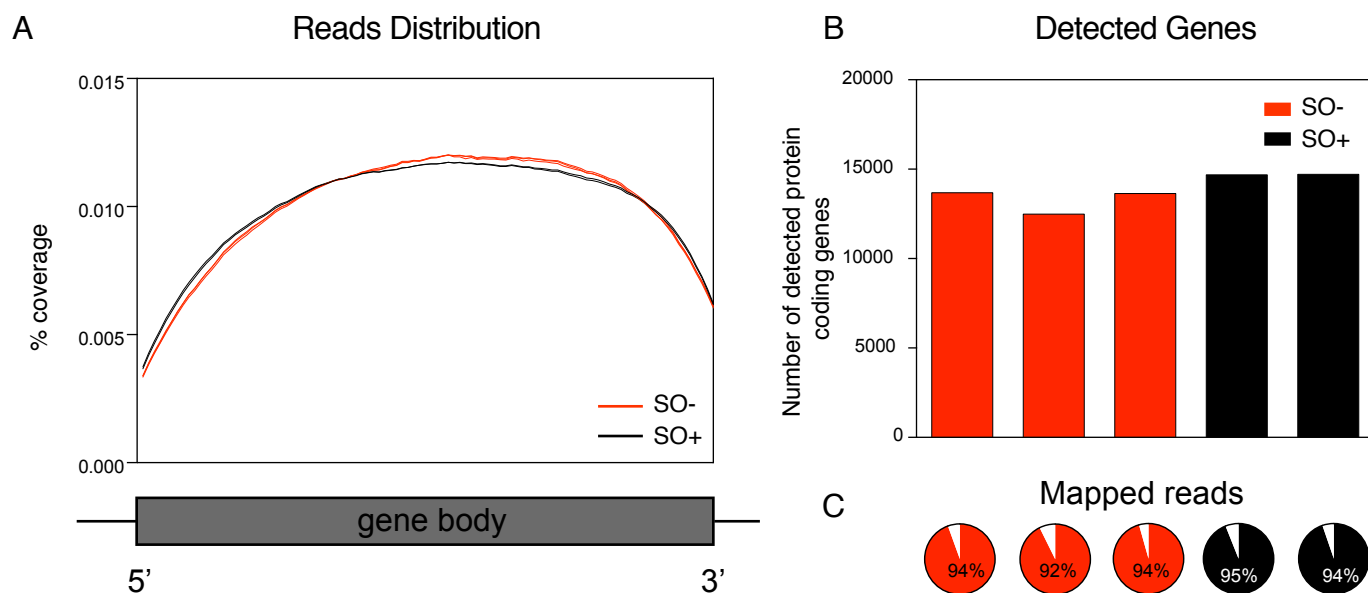 A
Reads Distribution
0.015
0.010
0.005
0.000
% coverage
SO-
SO+
gene body
5’
3’
B
Detected Genes
20000
15000
10000
5000
0
Number of detected protein
coding genes
SO-
SO+
C
Mapped reads
94%
92%
94%
95%
94%